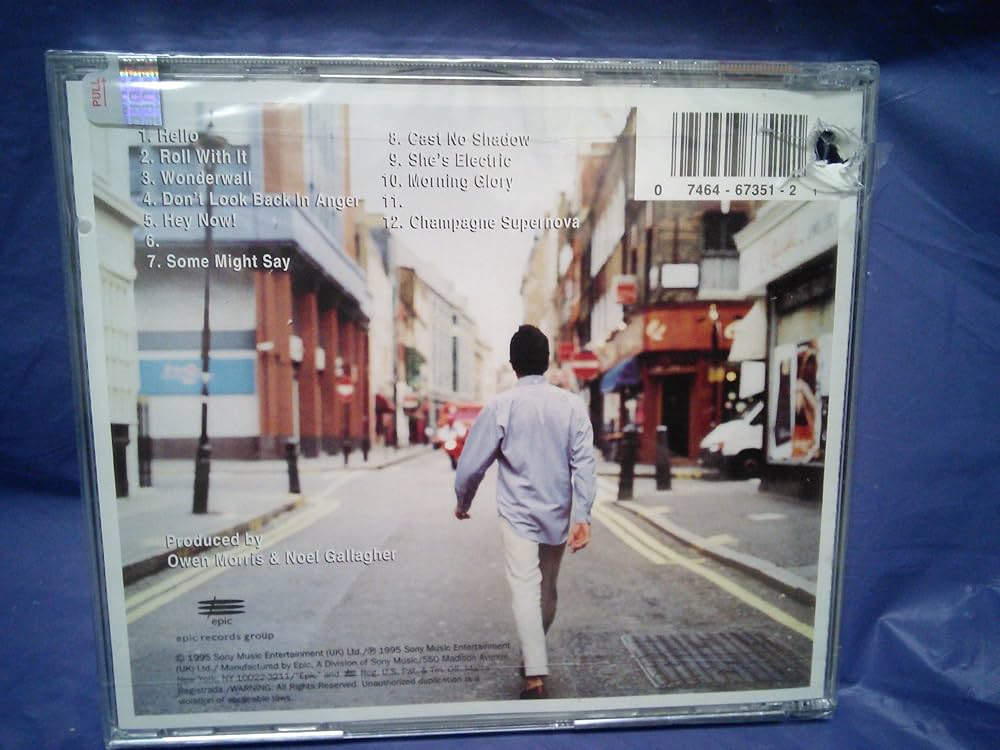 PULL
1. Hello
2. Roll With It
3. Wonderwall
4. Don't Look Back In Anger
5. Hey Now!
6.
7. Some Might Say
8. Cast No Shadow
9. She's Electric
10. Morning Glory
11.
12. Champagne Supernova
0 7464 - 67351 - 2 1
Produced by
Owen Morris & Noel Gallagher
epic
epic records group
© 1995 Sony Music Entertainment (UK) Ltd./℗ 1995 Sony Music Entertainment
(UK) Ltd./ Manufactured by Epic, A Division of Sony Music/550 Madison Avenue,
New York, NY 10022-3211/"Epic" and Reg. U.S. Pat. & Tm. Off. Marca
Registrada /WARNING: All Rights Reserved. Unauthorized duplication is a
violation of applicable laws.